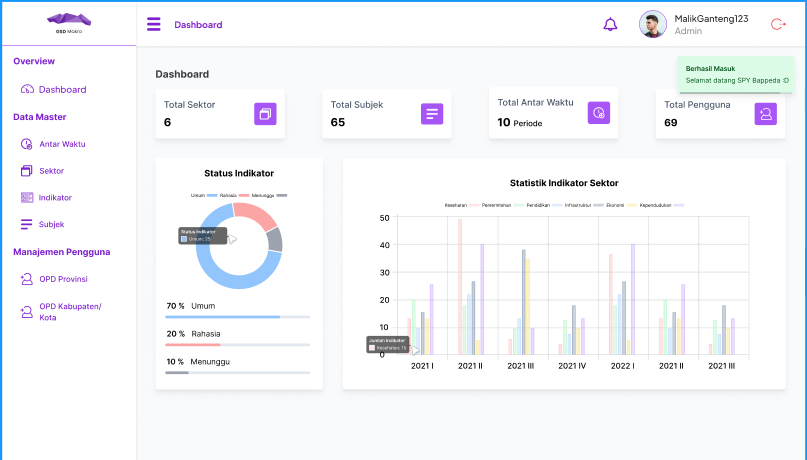 GSD Makro
Dashboard
MalikGanteng123
Admin
Overview
Dashboard
Data Master
Antar Waktu
Sektor
Indikator
Subjek
Manajemen Pengguna
OPD Provinsi
OPD Kabupaten/
Kota
Berhasil Masuk
Selamat datang SPY Bappeda :D
Dashboard
Total Sektor
6
Total Subjek
65
Total Antar Waktu
10 Periode
Total Pengguna
69
Status Indikator
Umum Rahasia Menunggu
Status Indikator
Umum: 25
70 % Umum
20 % Rahasia
10 % Menunggu
Statistik Indikator Sektor
Kesehatan Pemerintahan Pendidikan Infrastruktur Ekonomi Kependudukan
50
40
30
20
10
0
Jumlah Indikator
Kesehatan: 15
2021 I 2021 II 2021 III 2021 IV 2022 I 2021 II 2021 III